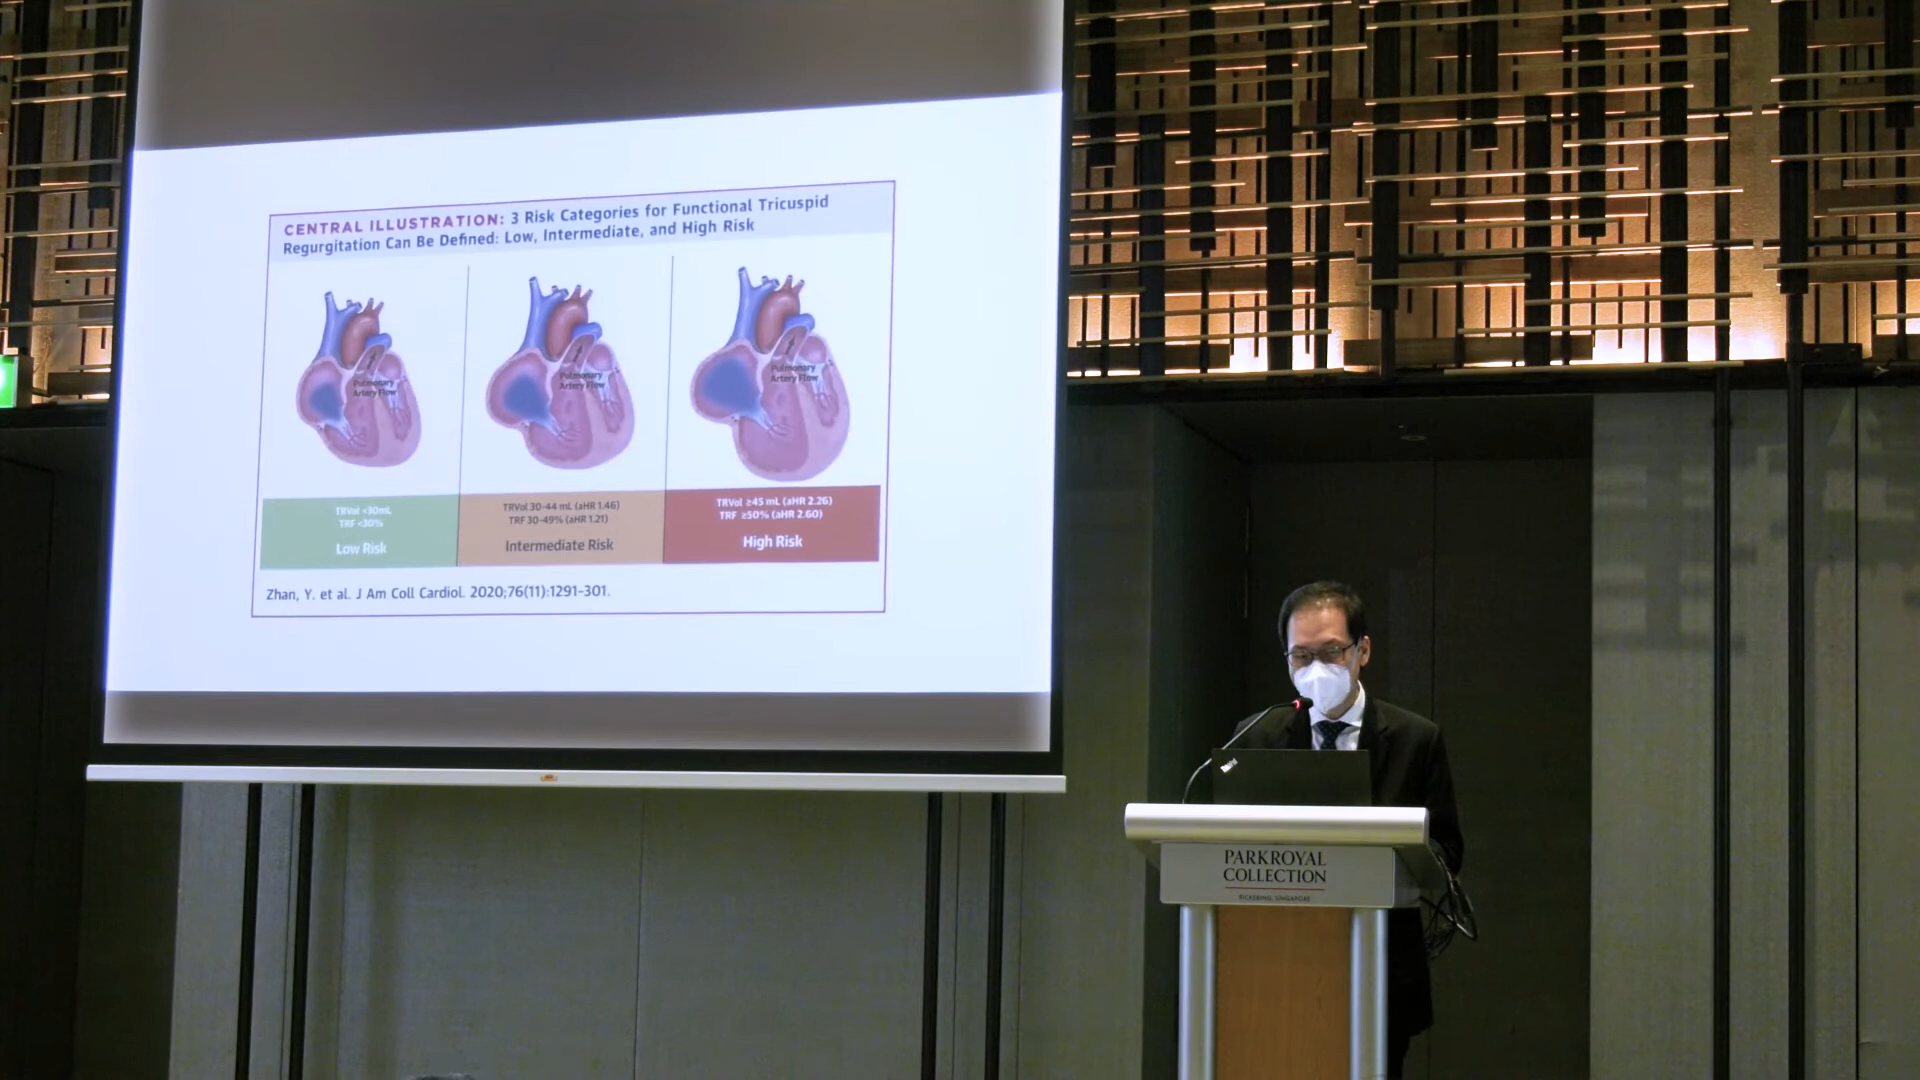 CENTRAL ILLUSTRATION: 3 Risk Categories for Functional Tricuspid
Regurgitation Can Be Defined: Low, Intermediate, and High Risk
Pulmonary
Artery Flow
Pulmonary
Artery Flow
Pulmonary
Artery Flow
TRVol <30mL
TRF <30%
Low Risk
TRVol 30-44 mL (aHR 1.46)
TRF 30-49% (aHR 1.21)
Intermediate Risk
TRVol ≥45 mL (aHR 2.26)
TRF ≥50% (aHR 2.60)
High Risk
Zhan, Y. et al. J Am Coll Cardiol. 2020;76(11):1291-301.
PARKROYAL
COLLECTION
PICKERING, SINGAPORE